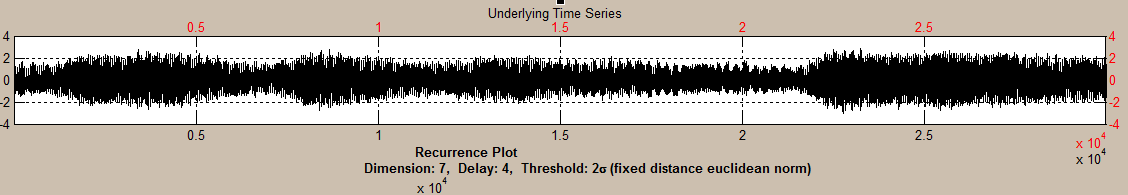 Underlying Time Series
0.5 1 1.5 2 2.5
4 4
2 2
0 0
-2 -2
-4 -4
0.5 1 1.5 2 2.5
x 10^4
x 10^4
Recurrence Plot
Dimension: 7, Delay: 4, Threshold: 2σ (fixed distance euclidean norm)
x 10^4